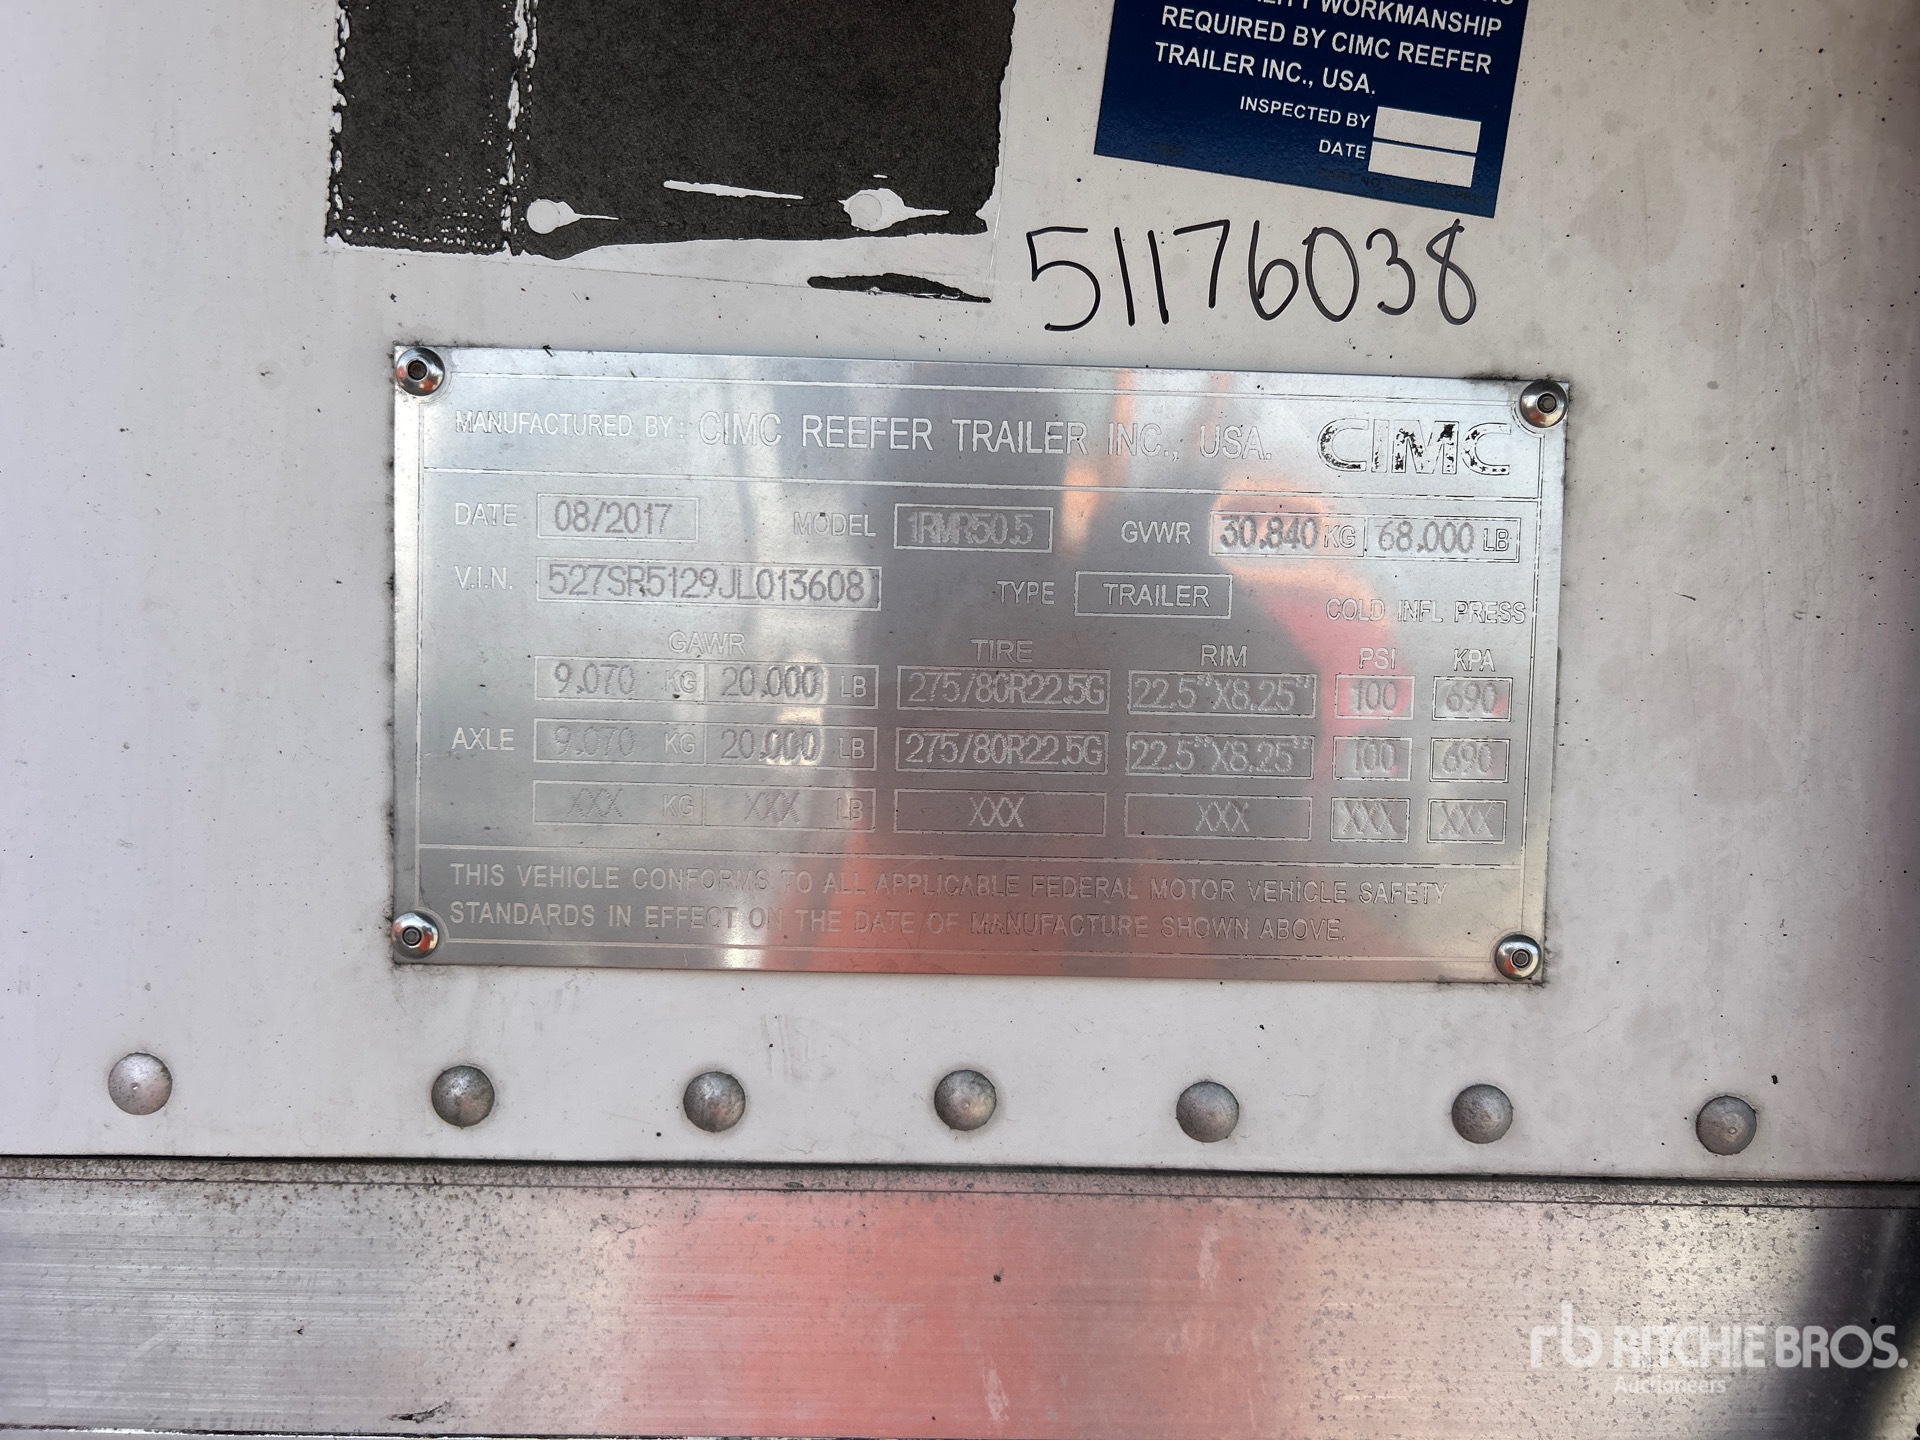 WORKMANSHIP
REQUIRED BY CIMC REEFER
TRAILER INC., USA.
INSPECTED BY
DATE
51176038
MANUFACTURED BY: CIMC REEFER TRAILER INC., USA. CIMC
DATE 08/2017 MODEL 1RMR50.5 GVWR 30,840 KG 68,000 LB
V.I.N. 527SR5129JL013608 TYPE TRAILER COLD INFL PRESS
GAWR TIRE RIM PSI KPA
9,070 KG 20,000 LB 275/80R22.5G 22.5"X8.25" 100 690
AXLE 9,070 KG 20,000 LB 275/80R22.5G 22.5"X8.25" 100 690
XXX KG XXX LB XXX XXX XXX XXX
THIS VEHICLE CONFORMS TO ALL APPLICABLE FEDERAL MOTOR VEHICLE SAFETY
STANDARDS IN EFFECT ON THE DATE OF MANUFACTURE SHOWN ABOVE.
rb RITCHIE BROS.
Auctioneers